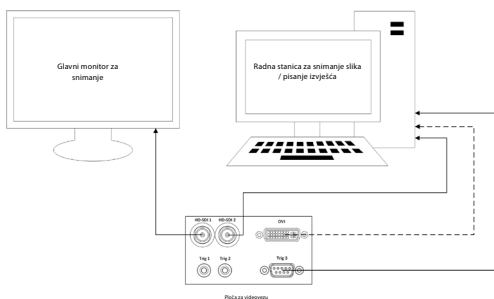 Glavni monitor za
snimanje
Radna stanica za snimanje slika
/ pisanje izvješća
HD-SDI 1
HD-SDI 2
DVI
Trig 1
Trig 2
Trig 3
Ploča za videovezu